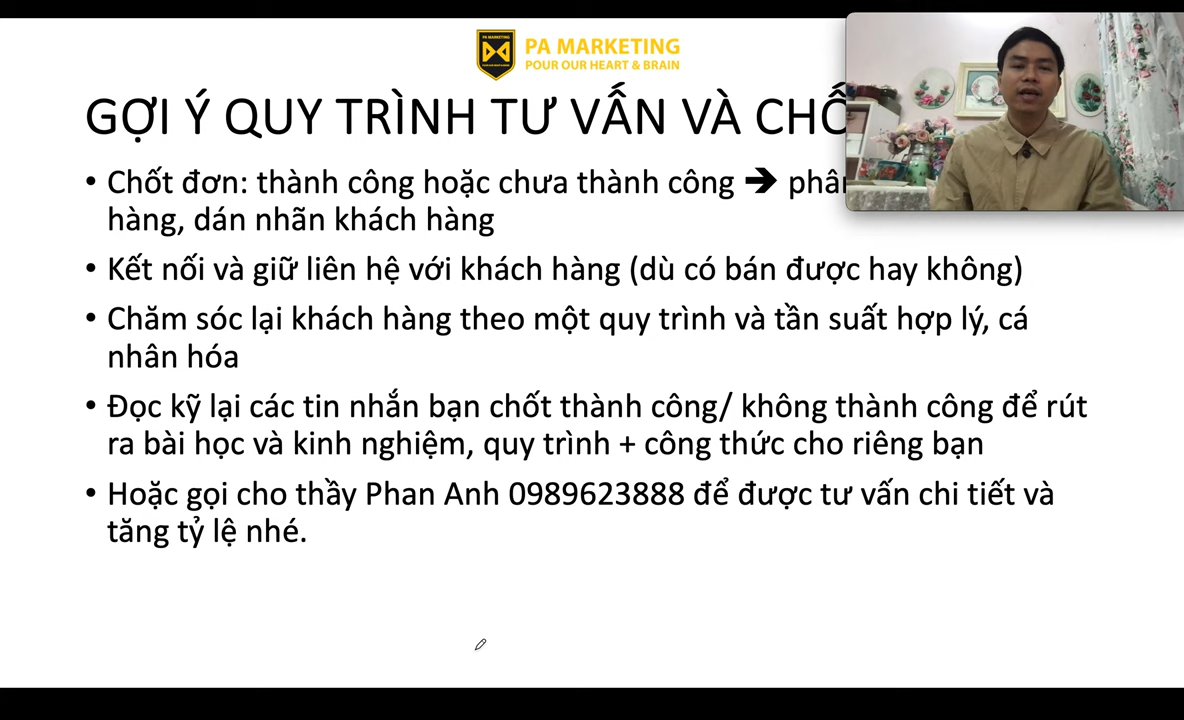 PA MARKETING
PA MARKETING
POUR OUR HEART & BRAIN
GỢI Ý QUY TRÌNH TƯ VẤN VÀ CHỐ
• Chốt đơn: thành công hoặc chưa thành công ➔ phân
hàng, dán nhãn khách hàng
• Kết nối và giữ liên hệ với khách hàng (dù có bán được hay không)
• Chăm sóc lại khách hàng theo một quy trình và tần suất hợp lý, cá
nhân hóa
• Đọc kỹ lại các tin nhắn bạn chốt thành công/ không thành công để rút
ra bài học và kinh nghiệm, quy trình + công thức cho riêng bạn
• Hoặc gọi cho thầy Phan Anh 0989623888 để được tư vấn chi tiết và
tăng tỷ lệ nhé.